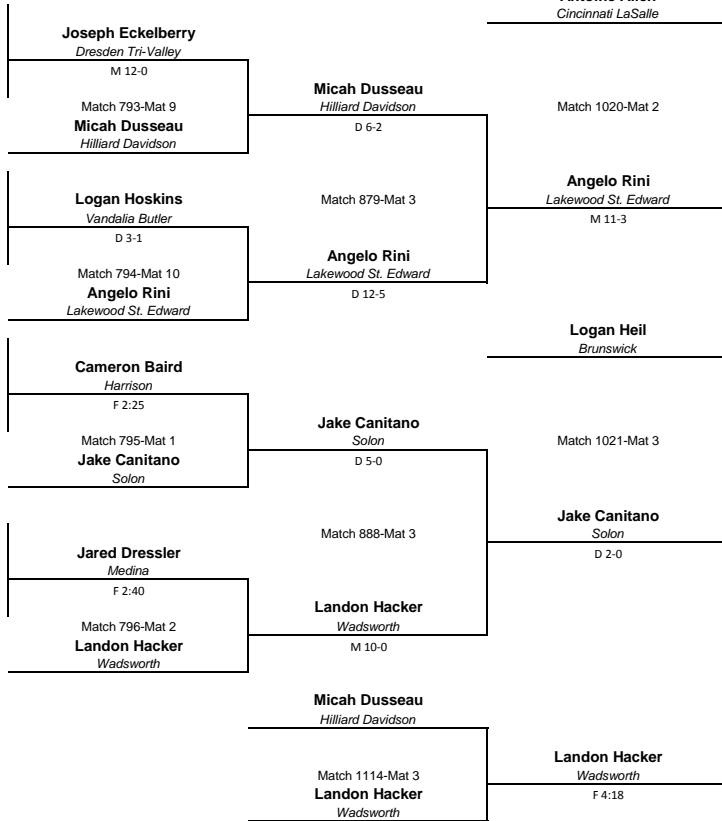 Joseph Eckelberry
Dresden Tri-Valley
M 12-0
Match 793-Mat 9
Micah Dusseau
Hilliard Davidson
Logan Hoskins
Vandalia Butler
D 3-1
Match 794-Mat 10
Angelo Rini
Lakewood St. Edward
Cameron Baird
Harrison
F 2:25
Match 795-Mat 1
Jake Canitano
Solon
Jared Dressler
Medina
F 2:40
Match 796-Mat 2
Landon Hacker
Wadsworth
Micah Dusseau
Hilliard Davidson
D 6-2
Match 879-Mat 3
Angelo Rini
Lakewood St. Edward
D 12-5
Jake Canitano
Solon
D 5-0
Match 888-Mat 3
Landon Hacker
Wadsworth
M 10-0
Cincinnati LaSalle
Match 1020-Mat 2
Angelo Rini
Lakewood St. Edward
M 11-3
Logan Heil
Brunswick
Match 1021-Mat 3
Jake Canitano
Solon
D 2-0
Micah Dusseau
Hilliard Davidson
Match 1114-Mat 3
Landon Hacker
Wadsworth
Landon Hacker
Wadsworth
F 4:18